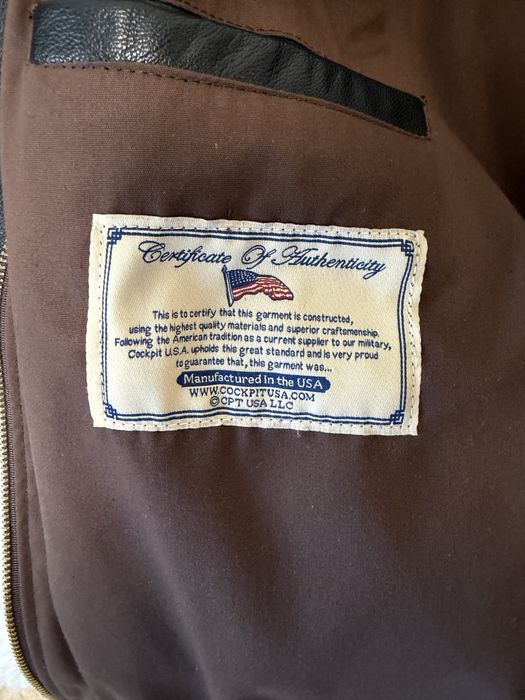 Certificate Of Authenticity
This is to certify that this garment is constructed,
using the highest quality materials and superior craftsmenship.
Following the American tradition as a current supplier to our military,
Cockpit U.S.A. upholds this great standard and is very proud
to guarantee that, this garment was...
Manufactured in the USA
WWW.COCKPITUSA.COM
©CPT USA LLC